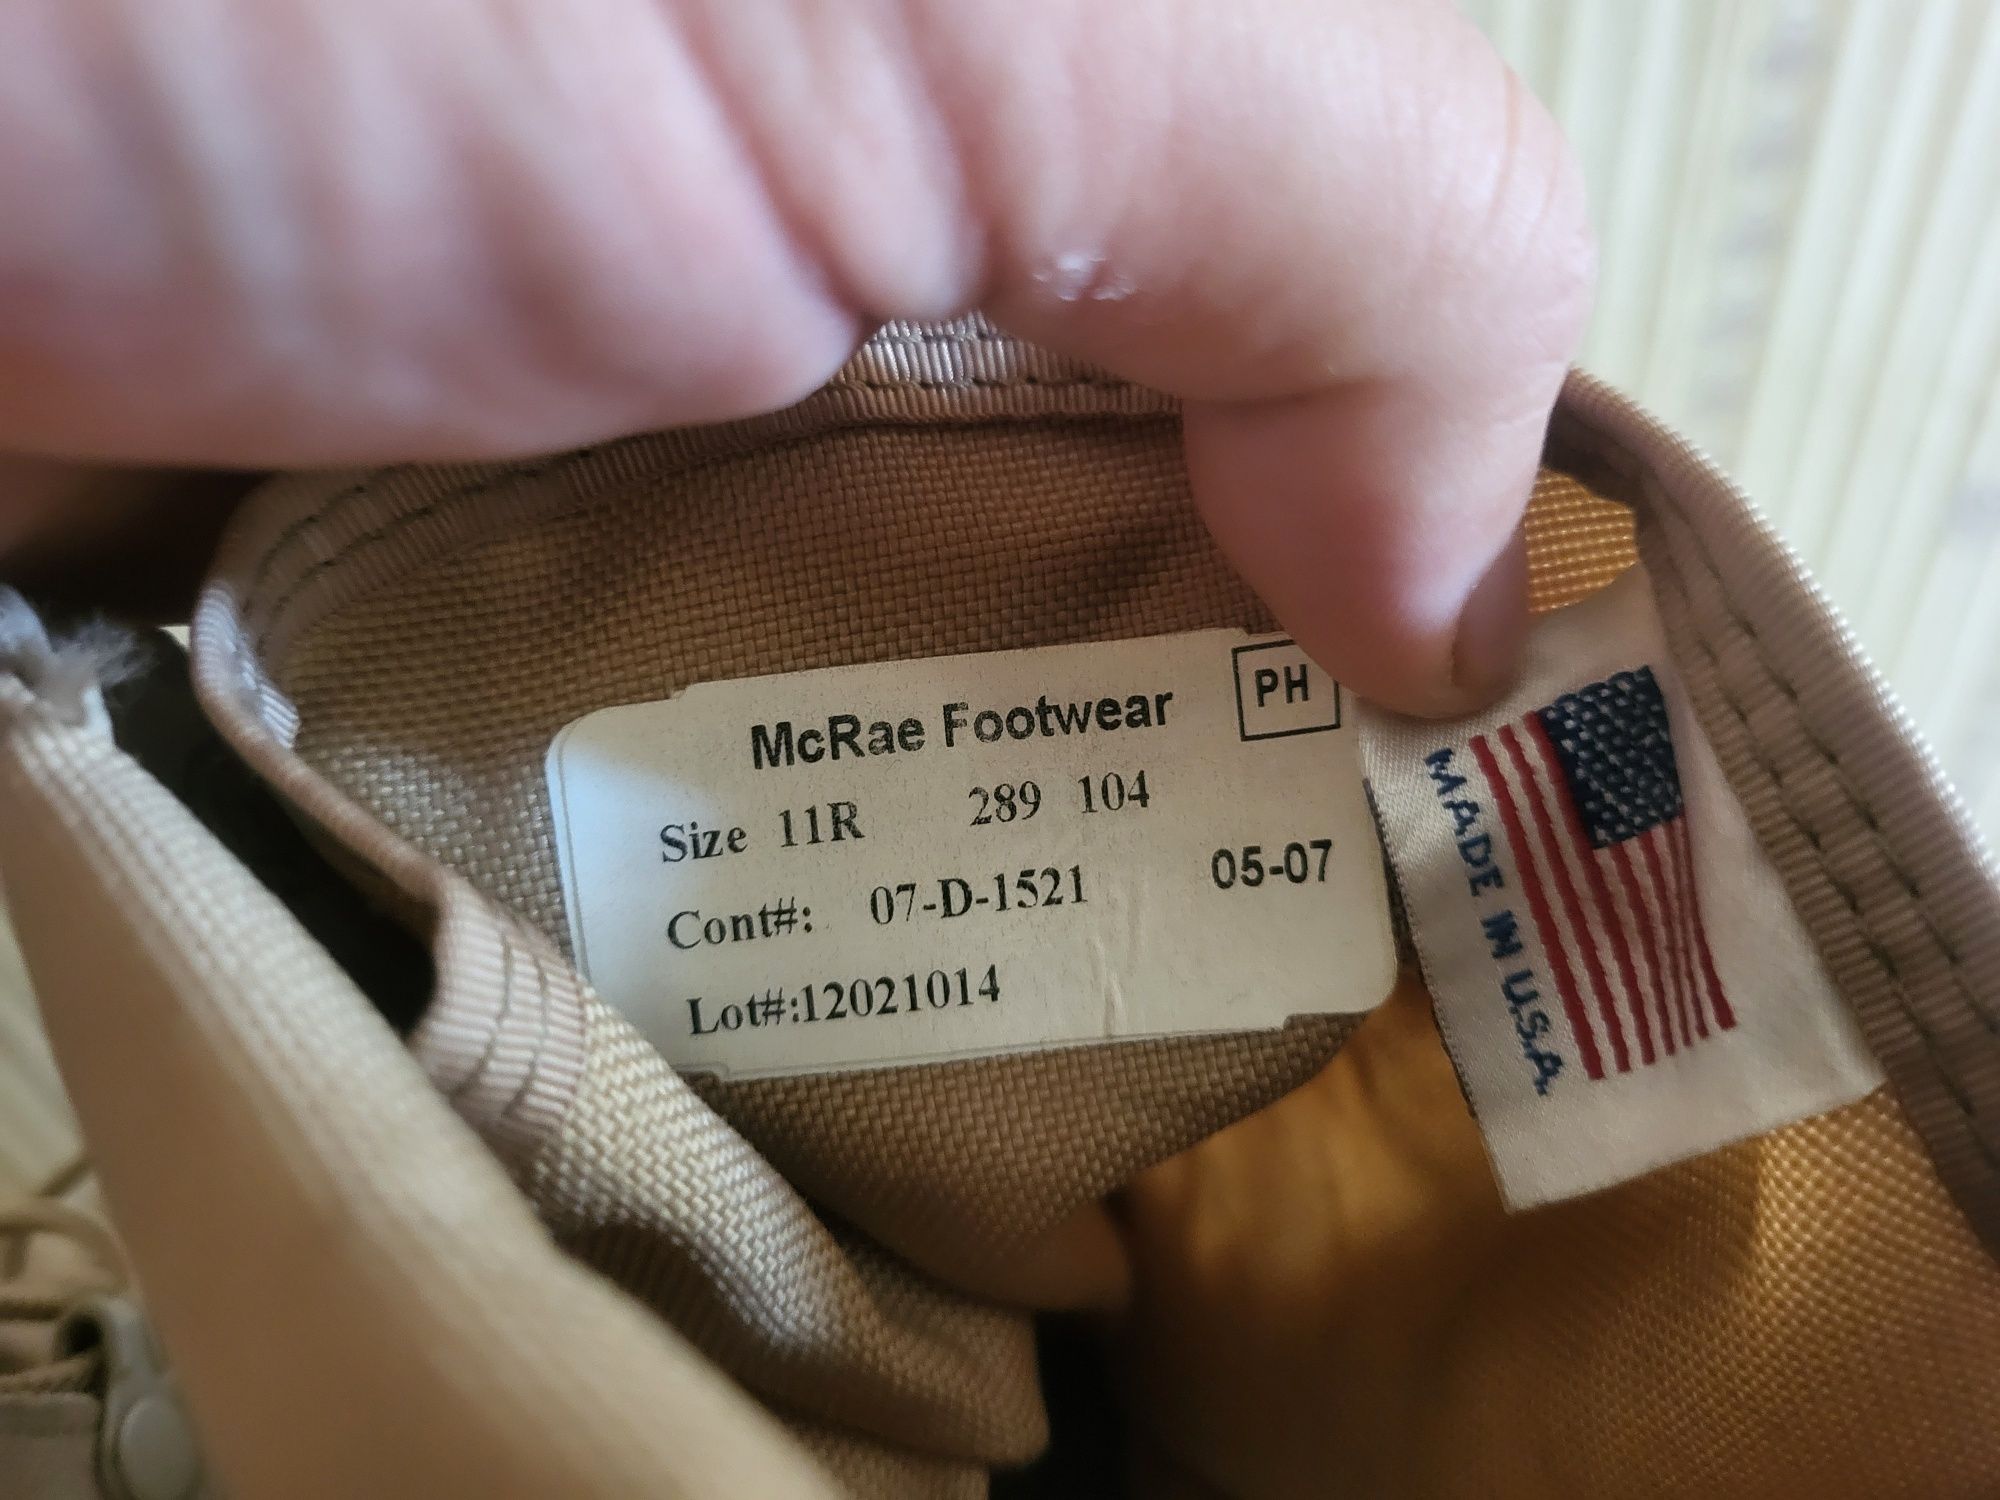 McRae Footwear PH
Size 11R 289 104
Cont#: 07-D-1521 05-07
Lot#:12021014
MADE IN U.S.A.